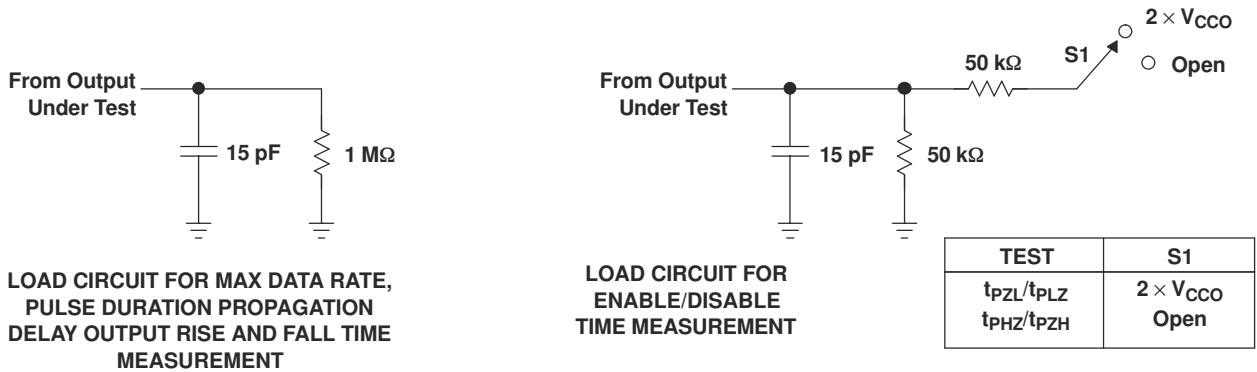 From Output
Under Test
15 pF
1 MΩ
LOAD CIRCUIT FOR MAX DATA RATE,
PULSE DURATION PROPAGATION
DELAY OUTPUT RISE AND FALL TIME
MEASUREMENT
From Output
Under Test
15 pF
50 kΩ
50 kΩ
S1
2 × VCCO
Open
LOAD CIRCUIT FOR
ENABLE/DISABLE
TIME MEASUREMENT
TEST S1
tPZL/tPLZ 2 × VCCO
tPHZ/tPZH Open